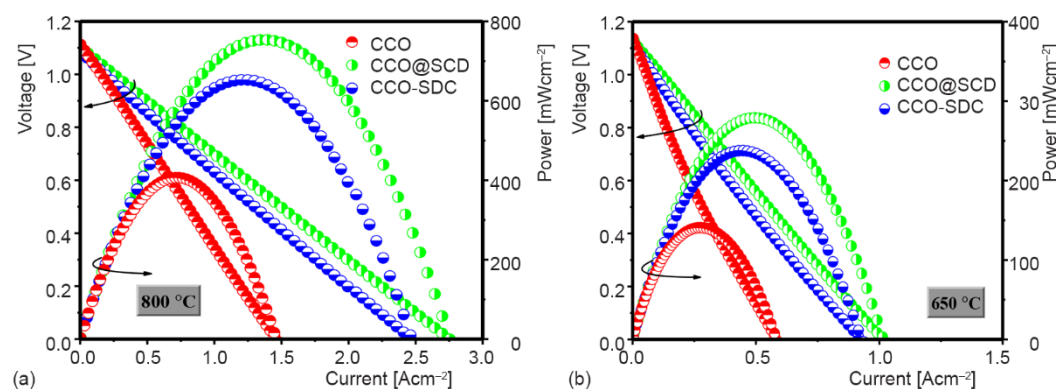 1.2
1.0
0.8
0.6
0.4
0.2
0.0
Voltage [V]
0.0
0.5
1.0
1.5
2.0
2.5
3.0
Current [Acm⁻²]
800
600
400
200
0
Power [mWcm⁻²]
CCO
CCO@SCD
CCO-SDC
800 °C
(a)
1.2
1.0
0.8
0.6
0.4
0.2
0.0
Voltage [V]
0.0
0.5
1.0
1.5
Current [Acm⁻²]
400
300
200
100
0
Power [mWcm⁻²]
CCO
CCO@SCD
CCO-SDC
650 °C
(b)